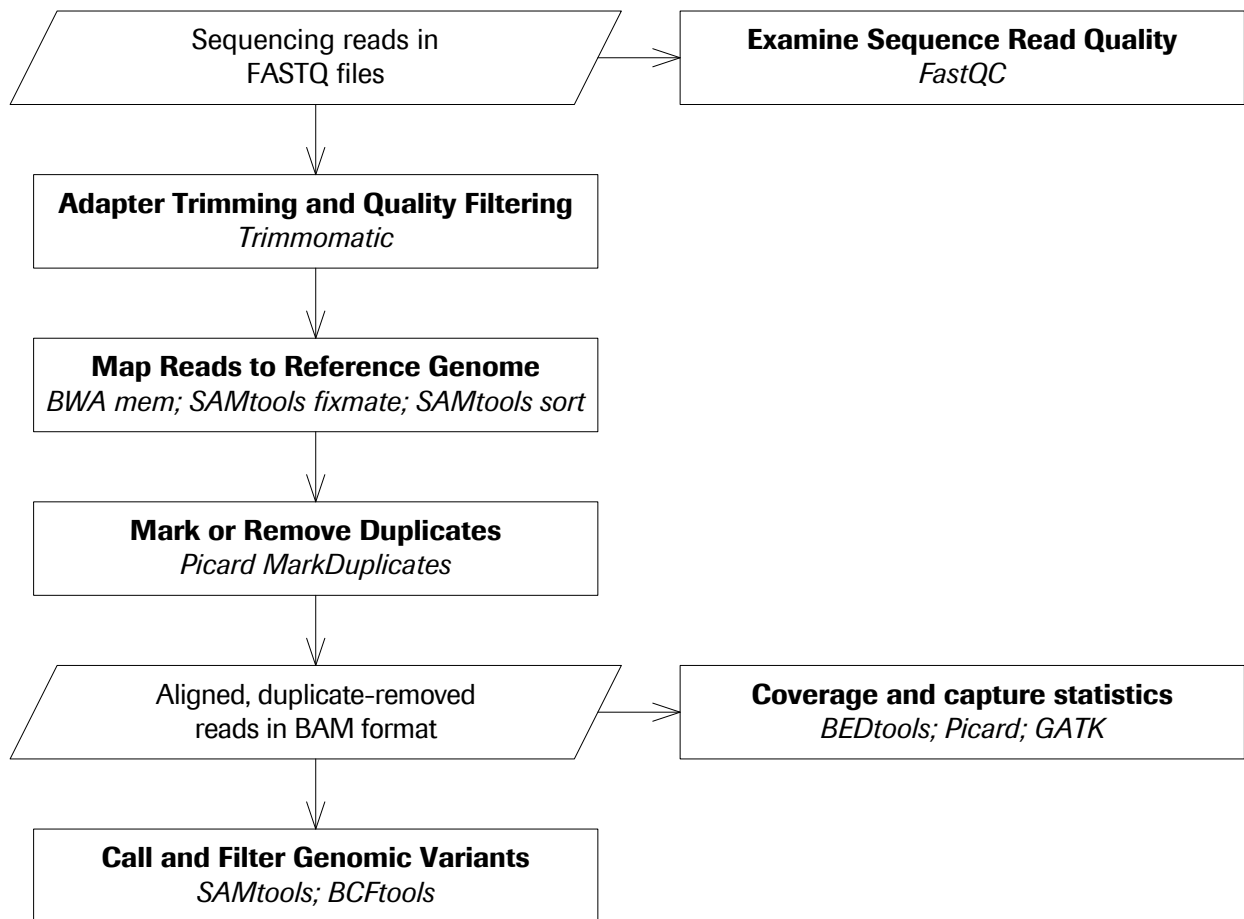 Sequencing reads in
FASTQ files
Examine Sequence Read Quality
FastQC
Adapter Trimming and Quality Filtering
Trimmomatic
Map Reads to Reference Genome
BWA mem; SAMtools fixmate; SAMtools sort
Mark or Remove Duplicates
Picard MarkDuplicates
Aligned, duplicate-removed
reads in BAM format
Coverage and capture statistics
BEDtools; Picard; GATK
Call and Filter Genomic Variants
SAMtools; BCFtools